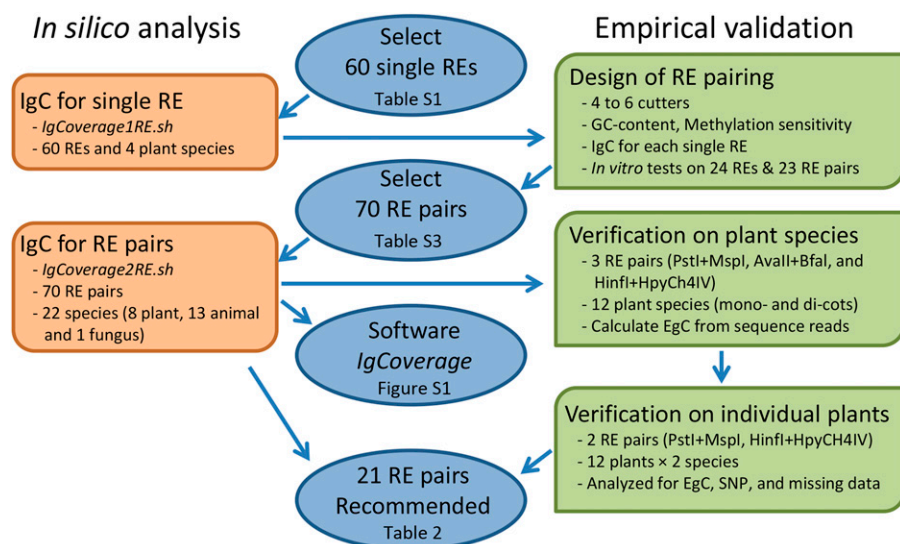 In silico analysis
Empirical validation
Select
60 single REs
Table S1
IgC for single RE
- IgCoverage1RE.sh
- 60 REs and 4 plant species
Design of RE pairing
- 4 to 6 cutters
- GC-content, Methylation sensitivity
- IgC for each single RE
- In vitro tests on 24 REs & 23 RE pairs
Select
70 RE pairs
Table S3
IgC for RE pairs
- IgCoverage2RE.sh
- 70 RE pairs
- 22 species (8 plant, 13 animal
and 1 fungus)
Verification on plant species
- 3 RE pairs (PstI+MspI, AvaII+BfaI, and
HinfI+HpyCh4IV)
- 12 plant species (mono- and di-cots)
- Calculate EgC from sequence reads
Software
IgCoverage
Figure S1
Verification on individual plants
- 2 RE pairs (PstI+MspI, HinfI+HpyCH4IV)
- 12 plants × 2 species
- Analyzed for EgC, SNP, and missing data
21 RE pairs
Recommended
Table 2